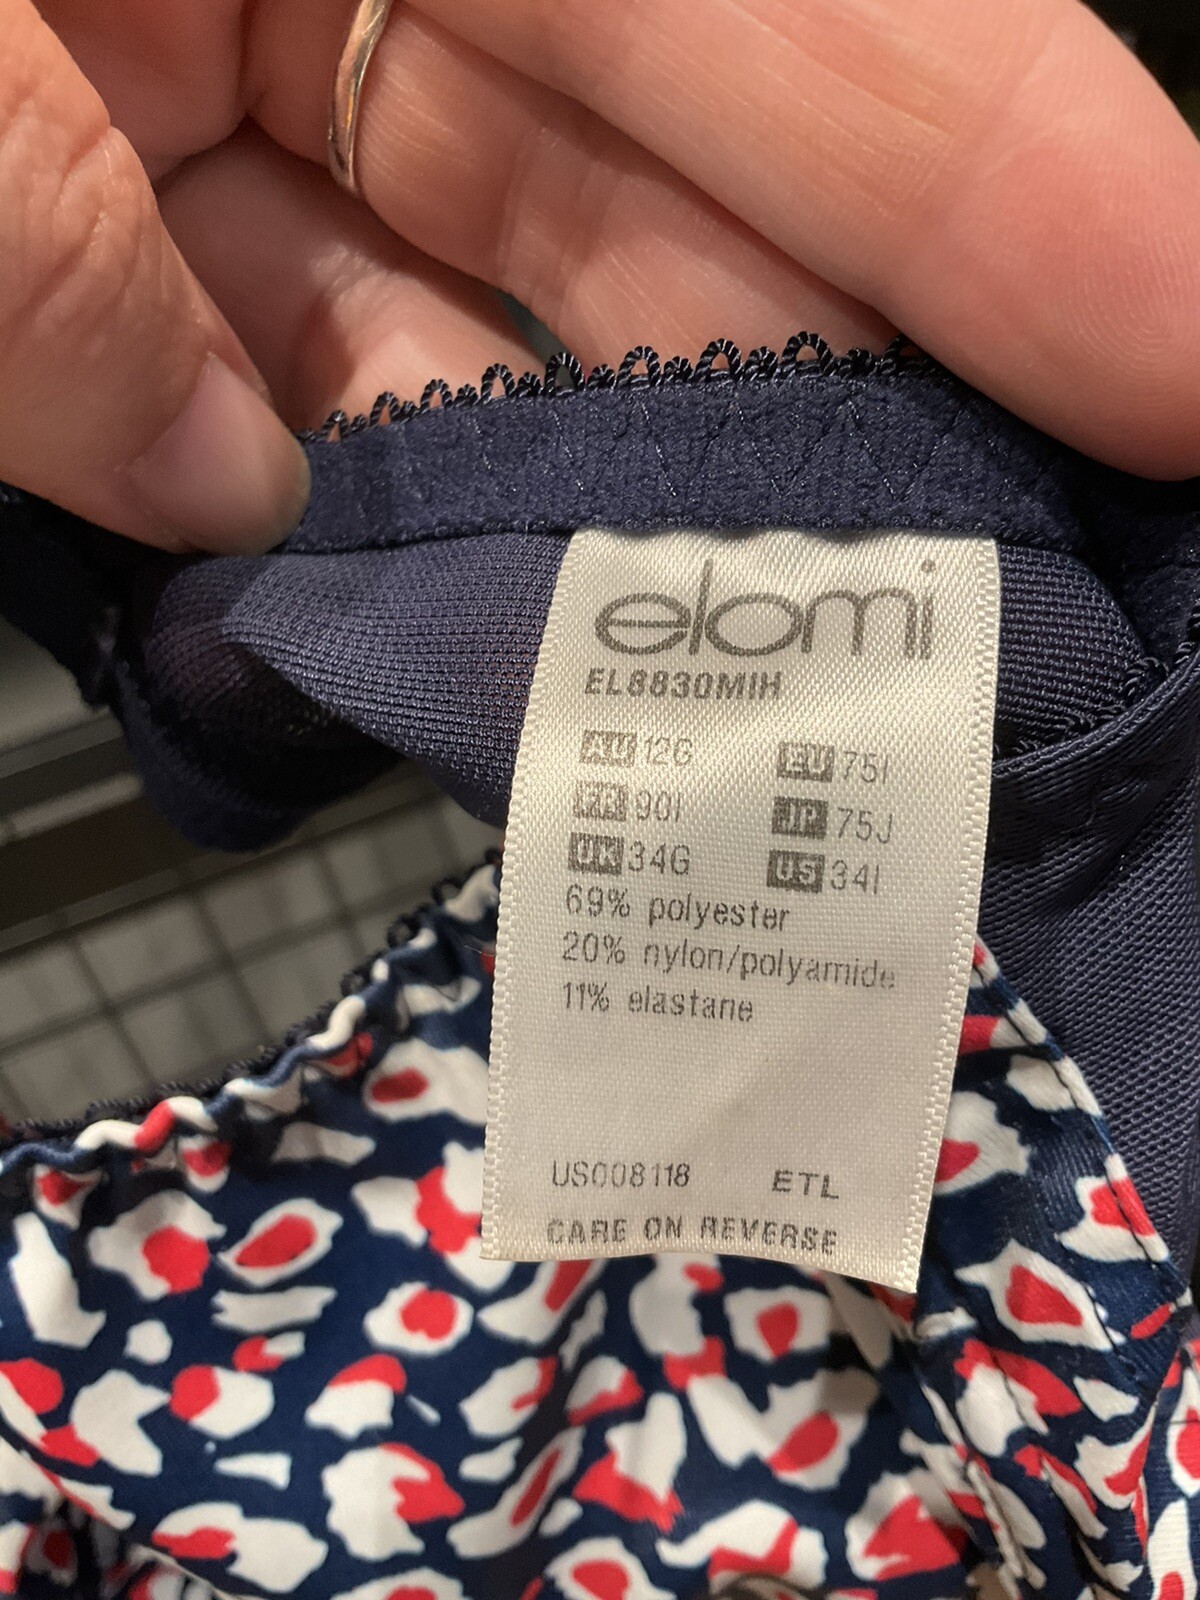 elomi
EL8830MIH
AU 12G EU 75I
FR 90I JP 75J
UK 34G US 34I
69% polyester
20% nylon/polyamide
11% elastane
US008118 ETL
CARE ON REVERSE